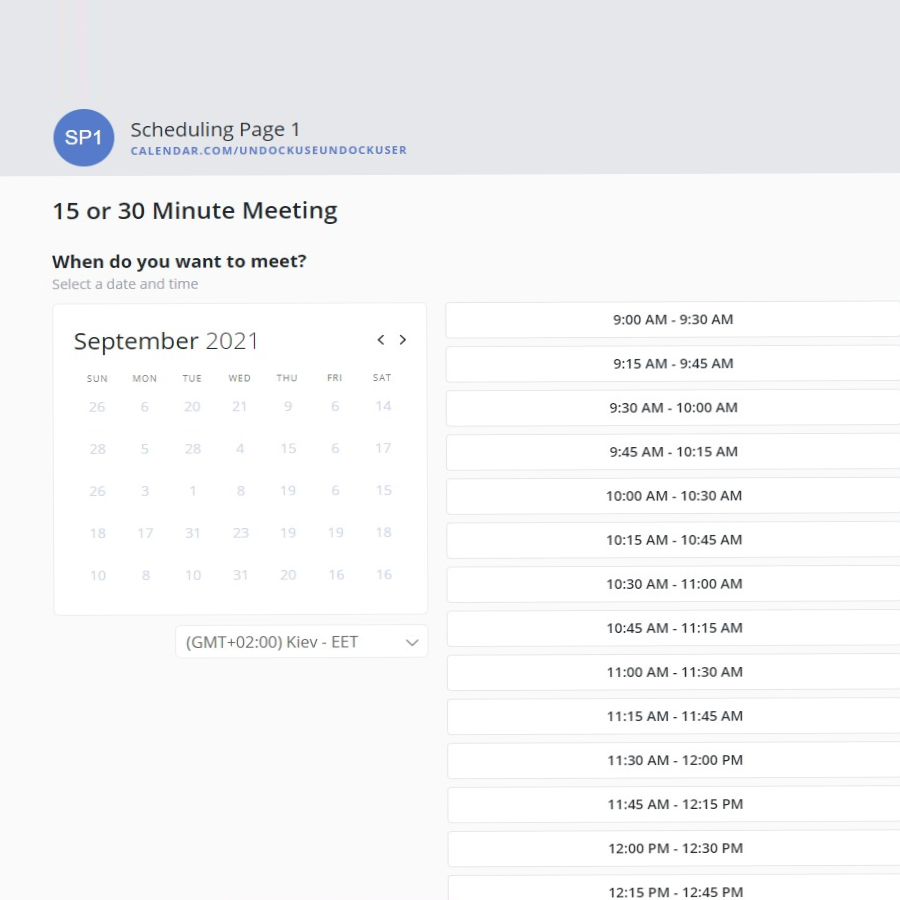 SP1
Scheduling Page 1
CALENDAR.COM/UNDOCKUSEUNDOCKUSER
15 or 30 Minute Meeting
When do you want to meet?
Select a date and time
September 2021
SUN MON TUE WED THU FRI SAT
26 6 20 21 9 6 14
28 5 28 4 15 6 17
26 3 1 8 19 6 15
18 17 31 23 19 19 18
10 8 10 31 20 16 16
(GMT+02:00) Kiev - EET
9:00 AM - 9:30 AM
9:15 AM - 9:45 AM
9:30 AM - 10:00 AM
9:45 AM - 10:15 AM
10:00 AM - 10:30 AM
10:15 AM - 10:45 AM
10:30 AM - 11:00 AM
10:45 AM - 11:15 AM
11:00 AM - 11:30 AM
11:15 AM - 11:45 AM
11:30 AM - 12:00 PM
11:45 AM - 12:15 PM
12:00 PM - 12:30 PM
12:15 PM - 12:45 PM